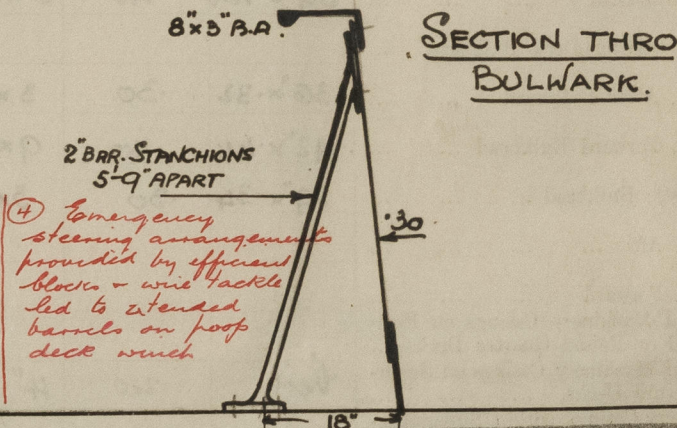 8" x 3" B.A.
SECTION THRO
BULWARK.
2" BAR. STANCHIONS
5'-9" APART
.30
④ Emergency
steering arrangements
provided by efficient
blocks & wire tackle
led to extended
barrels on poop
deck winch
18"